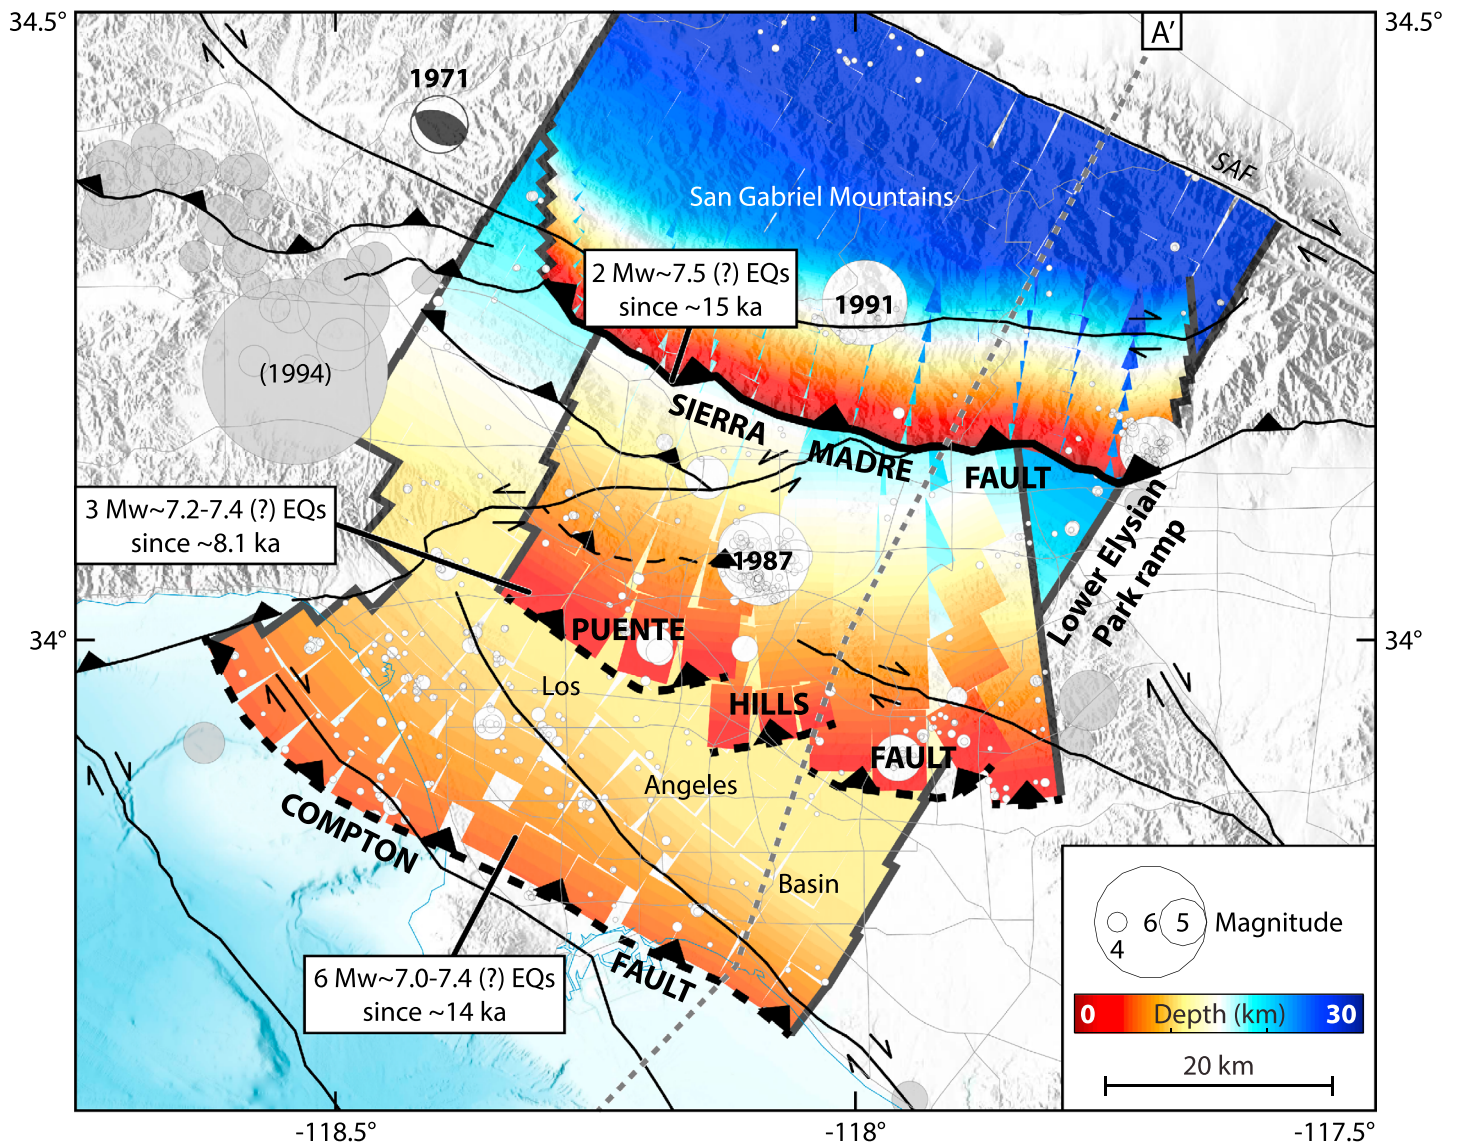 34.5°
34.5°
A'
1971
SAF
San Gabriel Mountains
2 Mw~7.5 (?) EQs
since ~15 ka
1991
(1994)
SIERRA
MADRE
FAULT
3 Mw~7.2-7.4 (?) EQs
since ~8.1 ka
1987
Lower Elysian
Park ramp
34°
34°
PUENTE
HILLS
FAULT
Los
Angeles
Basin
COMPTON
FAULT
6 Mw~7.0-7.4 (?) EQs
since ~14 ka
4 6 5 Magnitude
0 Depth (km) 30
20 km
-118.5°
-118°
-117.5°